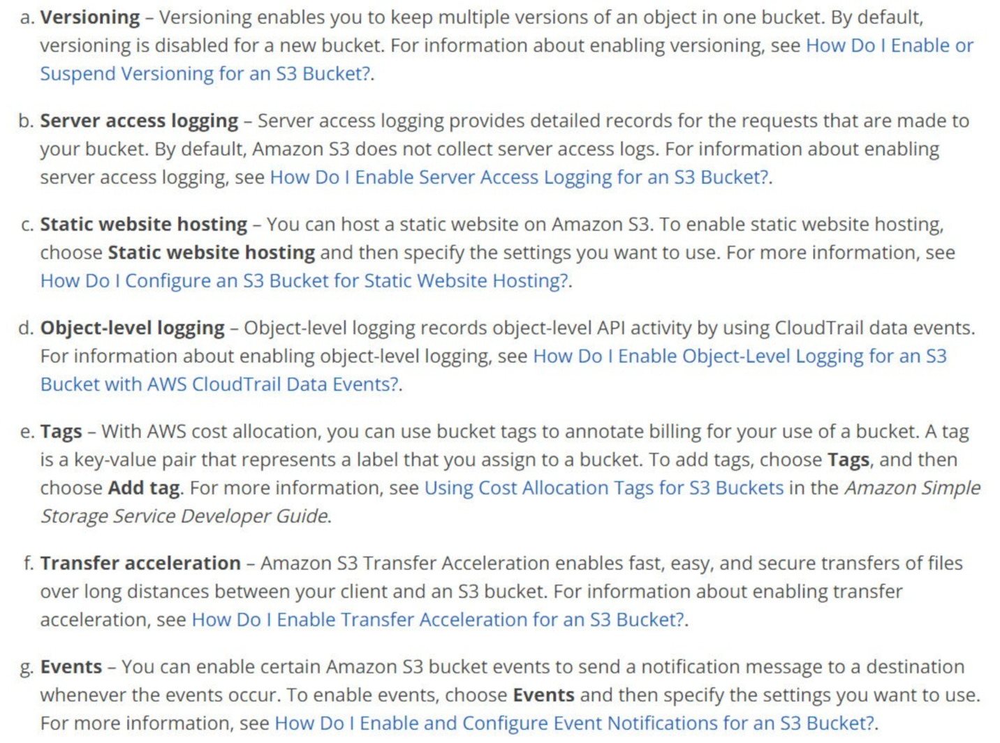 a. Versioning – Versioning enables you to keep multiple versions of an object in one bucket. By default,
versioning is disabled for a new bucket. For information about enabling versioning, see How Do I Enable or
Suspend Versioning for an S3 Bucket?.
b. Server access logging – Server access logging provides detailed records for the requests that are made to
your bucket. By default, Amazon S3 does not collect server access logs. For information about enabling
server access logging, see How Do I Enable Server Access Logging for an S3 Bucket?.
c. Static website hosting – You can host a static website on Amazon S3. To enable static website hosting,
choose Static website hosting and then specify the settings you want to use. For more information, see
How Do I Configure an S3 Bucket for Static Website Hosting?.
d. Object-level logging – Object-level logging records object-level API activity by using CloudTrail data events.
For information about enabling object-level logging, see How Do I Enable Object-Level Logging for an S3
Bucket with AWS CloudTrail Data Events?.
e. Tags – With AWS cost allocation, you can use bucket tags to annotate billing for your use of a bucket. A tag
is a key-value pair that represents a label that you assign to a bucket. To add tags, choose Tags, and then
choose Add tag. For more information, see Using Cost Allocation Tags for S3 Buckets in the Amazon Simple
Storage Service Developer Guide.
f. Transfer acceleration – Amazon S3 Transfer Acceleration enables fast, easy, and secure transfers of files
over long distances between your client and an S3 bucket. For information about enabling transfer
acceleration, see How Do I Enable Transfer Acceleration for an S3 Bucket?.
g. Events – You can enable certain Amazon S3 bucket events to send a notification message to a destination
whenever the events occur. To enable events, choose Events and then specify the settings you want to use.
For more information, see How Do I Enable and Configure Event Notifications for an S3 Bucket?.